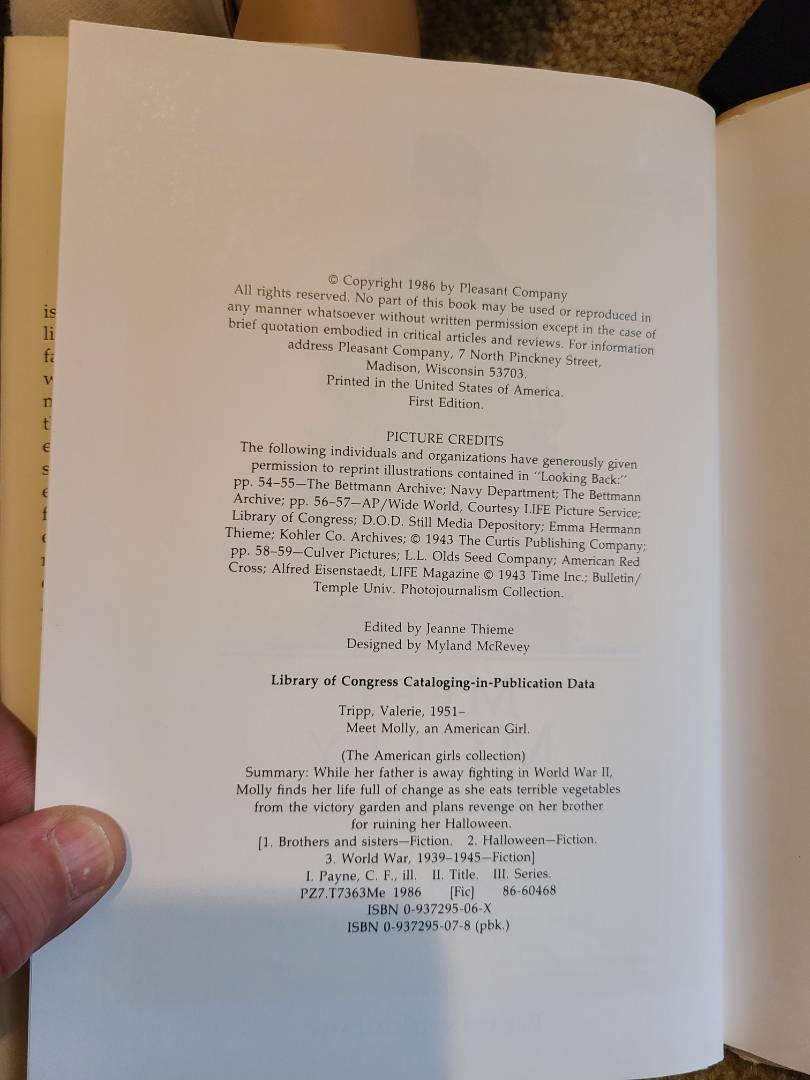 © Copyright 1986 by Pleasant Company
All rights reserved. No part of this book may be used or reproduced in
any manner whatsoever without written permission except in the case of
brief quotation embodied in critical articles and reviews. For information
address Pleasant Company, 7 North Pinckney Street,
Madison, Wisconsin 53703.
Printed in the United States of America.
First Edition.
PICTURE CREDITS
The following individuals and organizations have generously given
permission to reprint illustrations contained in "Looking Back:"
pp. 54–55—The Bettmann Archive; Navy Department; The Bettmann
Archive; pp. 56–57—AP/Wide World, Courtesy LIFE Picture Service;
Library of Congress; D.O.D. Still Media Depository; Emma Hermann
Thieme; Kohler Co. Archives; © 1943 The Curtis Publishing Company;
pp. 58–59—Culver Pictures; L.L. Olds Seed Company; American Red
Cross; Alfred Eisenstaedt, LIFE Magazine © 1943 Time Inc.; Bulletin/
Temple Univ. Photojournalism Collection.
Edited by Jeanne Thieme
Designed by Myland McRevey
Library of Congress Cataloging-in-Publication Data
Tripp, Valerie, 1951–
Meet Molly, an American Girl.
(The American girls collection)
Summary: While her father is away fighting in World War II,
Molly finds her life full of change as she eats terrible vegetables
from the victory garden and plans revenge on her brother
for ruining her Halloween.
[1. Brothers and sisters—Fiction. 2. Halloween—Fiction.
3. World War, 1939–1945—Fiction]
I. Payne, C. F., ill. II. Title. III. Series.
PZ7.T7363Me 1986 [Fic] 86-60468
ISBN 0-937295-06-X
ISBN 0-937295-07-8 (pbk.)